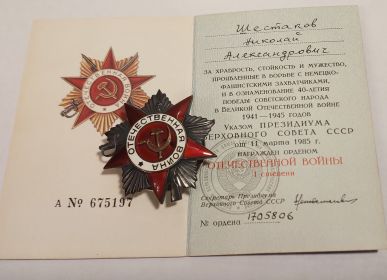 ОТЕЧЕСТВЕННАЯ ВОЙНА
ОТЕЧЕСТВЕННАЯ ВОЙНА
А № 675197
Шестаков
Николай
Александрович
ЗА ХРАБРОСТЬ, СТОЙКОСТЬ И МУЖЕСТВО,
ПРОЯВЛЕННЫЕ В БОРЬБЕ С НЕМЕЦКО-
ФАШИСТСКИМИ ЗАХВАТЧИКАМИ,
И В ОЗНАМЕНОВАНИЕ 40-ЛЕТИЯ
ПОБЕДЫ СОВЕТСКОГО НАРОДА
В ВЕЛИКОЙ ОТЕЧЕСТВЕННОЙ ВОЙНЕ
1941—1945 ГОДОВ
Указом ПРЕЗИДИУМА
ВЕРХОВНОГО СОВЕТА СССР
от 11 марта 1985 г.
НАГРАЖДЕН ОРДЕНОМ
ОТЕЧЕСТВЕННОЙ ВОЙНЫ
I степени
Секретарь Президиума
Верховного Совета СССР
№ ордена 1705806